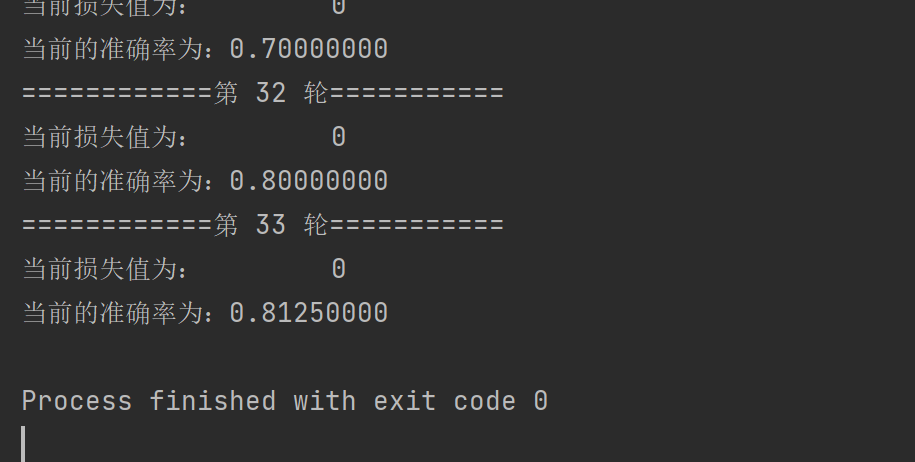 当前损失值为：         0
当前的准确率为：0.70000000
============第 32 轮===========
当前损失值为：         0
当前的准确率为：0.80000000
============第 33 轮===========
当前损失值为：         0
当前的准确率为：0.81250000
Process finished with exit code 0